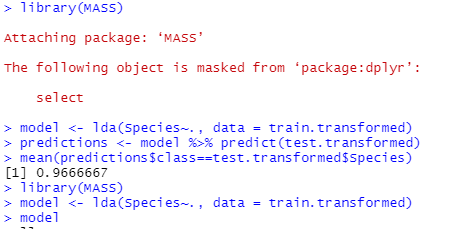 > library(MASS)
Attaching package: ‘MASS’
The following object is masked from ‘package:dplyr’:
select
> model <- lda(Species~., data = train.transformed)
> predictions <- model %>% predict(test.transformed)
> mean(predictions$class==test.transformed$Species)
[1] 0.9666667
> library(MASS)
> model <- lda(Species~., data = train.transformed)
> model